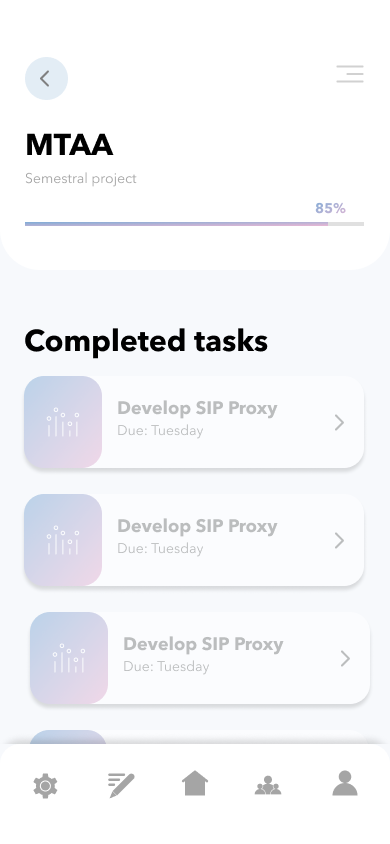 MTAA
Semestral project
85%
Completed tasks
Develop SIP Proxy
Due: Tuesday
Develop SIP Proxy
Due: Tuesday
Develop SIP Proxy
Due: Tuesday